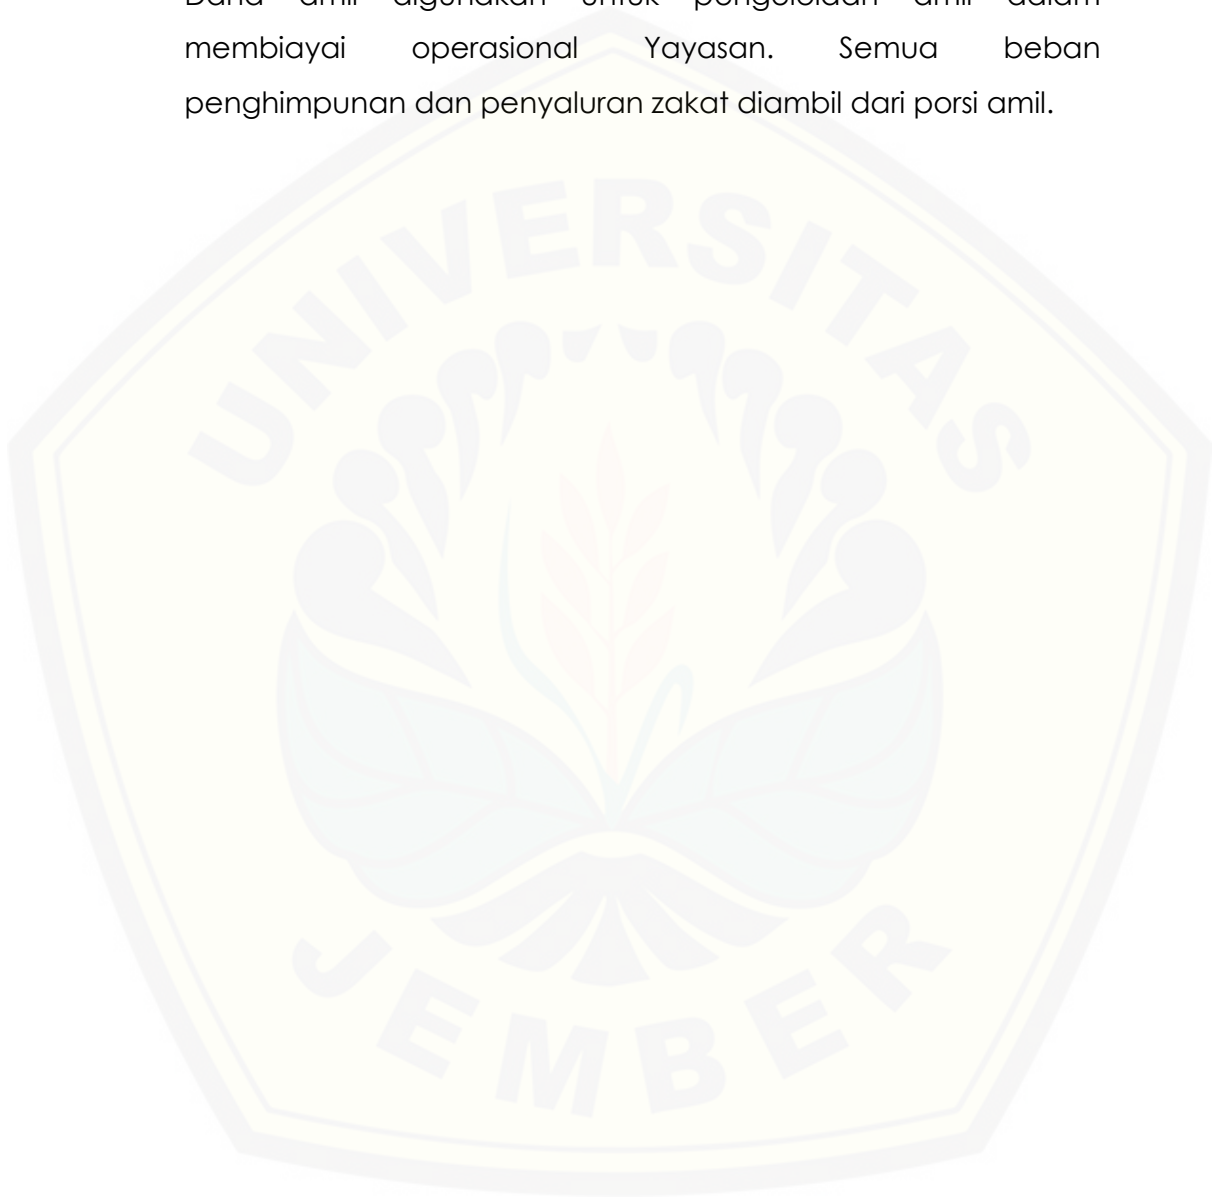 Dana amil digunakan untuk pengelolaan amil dalam
membiayai operasional Yayasan. Semua beban
penghimpunan dan penyaluran zakat diambil dari porsi amil.
UNIVERSITAS
JEMBER